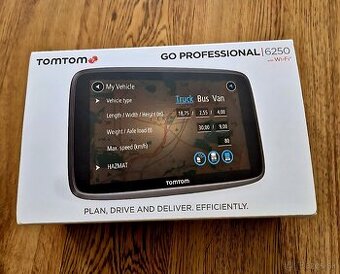 TOMTOM
GO PROFESSIONAL | 6250
with Wi-Fi
My Vehicle
Vehicle type Truck Bus Van
Length / Width / Height (m) 18,75 / 2,55 / 4,00
Weight / Axle load (t) 30,00 / 9,00
Max. speed (km/h) 80
HAZMAT
TOMTOM
PLAN, DRIVE AND DELIVER. EFFICIENTLY.